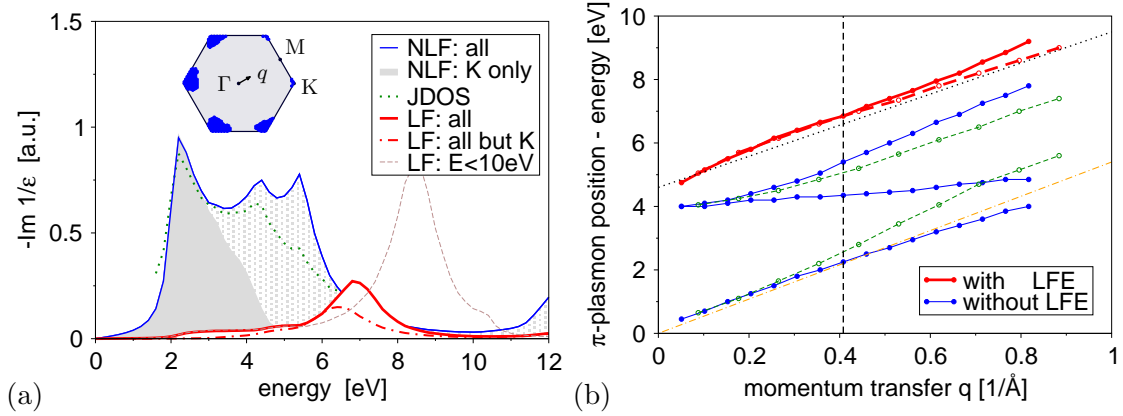 1.5
1
0.5
0
-Im 1/ε [a.u.]
0 2 4 6 8 10 12
energy [eV]
(a)
M
Γ q K
NLF: all
NLF: K only
JDOS
LF: all
LF: all but K
LF: E<10eV
10
8
6
4
2
0
π-plasmon position - energy [eV]
0 0.2 0.4 0.6 0.8 1
momentum transfer q [1/Å]
(b)
with LFE
without LFE